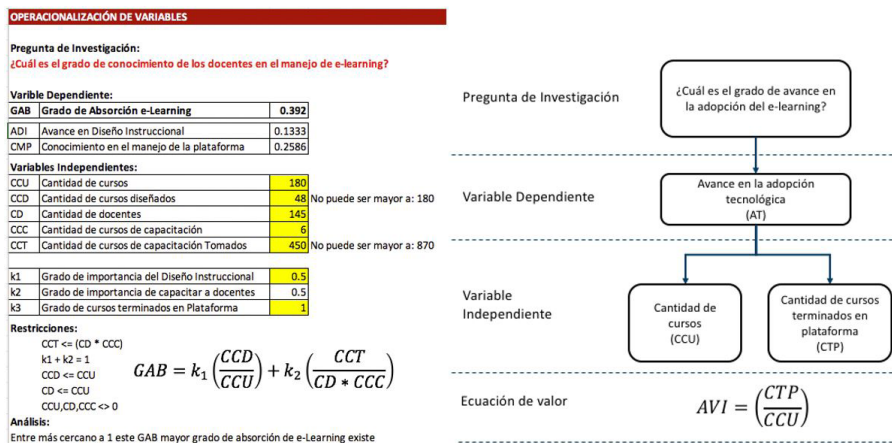 OPERACIONALIZACIÓN DE VARIABLES
Pregunta de Investigación:
¿Cuál es el grado de conocimiento de los docentes en el manejo de e-learning?
Varible Dependiente:
GAB Grado de Absorción e-Learning 0.392
ADI Avance en Diseño Instruccional 0.1333
CMP Conocimiento en el manejo de la plataforma 0.2586
Variables Independientes:
CCU Cantidad de cursos 180
CCD Cantidad de cursos diseñados 48 No puede ser mayor a: 180
CD Cantidad de docentes 145
CCC Cantidad de cursos de capacitación 6
CCT Cantidad de cursos de capacitación Tomados 450 No puede ser mayor a: 870
k1 Grado de importancia del Diseño Instruccional 0.5
k2 Grado de importancia de capacitar a docentes 0.5
k3 Grado de cursos terminados en Plataforma 1
Restricciones:
CCT <= (CD * CCC)
k1 + k2 = 1
CCD <= CCU
CD <= CCU
CCU,CD,CCC <> 0
GAB = k1 (CCD/CCU) + k2 (CCT/CD * CCC)
Análisis:
Entre más cercano a 1 este GAB mayor grado de absorción de e-Learning existe
Pregunta de Investigación
¿Cuál es el grado de avance en
la adopción del e-learning?
Variable Dependiente
Avance en la adopción
tecnológica
(AT)
Variable
Independiente
Cantidad de
cursos
(CCU)
Cantidad de cursos
terminados en
plataforma
(CTP)
Ecuación de valor
AVI = (CTP/CCU)